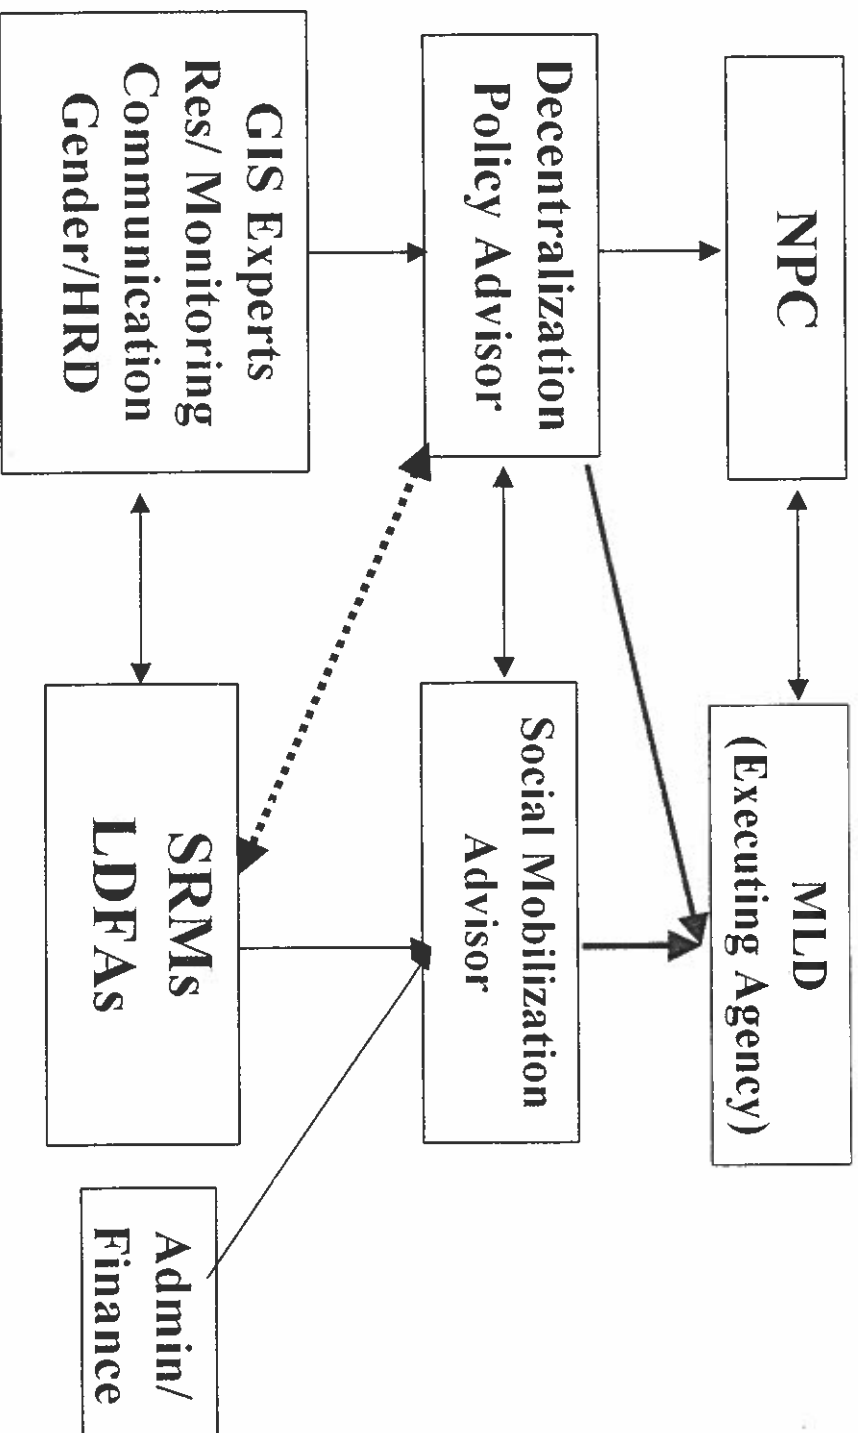 NPC
MLD
(Executing Agency)
Decentralization
Policy Advisor
Social Mobilization
Advisor
GIS Experts
Res/ Monitoring
Communication
Gender/HRD
SRMs
LDFAs
Admin/
Finance